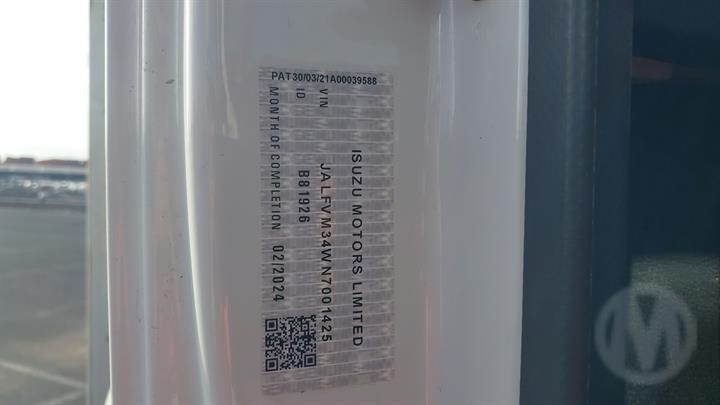 PAT30/03/21A00039588
ISUZU MOTORS LIMITED
VIN JALFVM34WN7001425
ID B81926
MONTH OF COMPLETION 02/2024
M